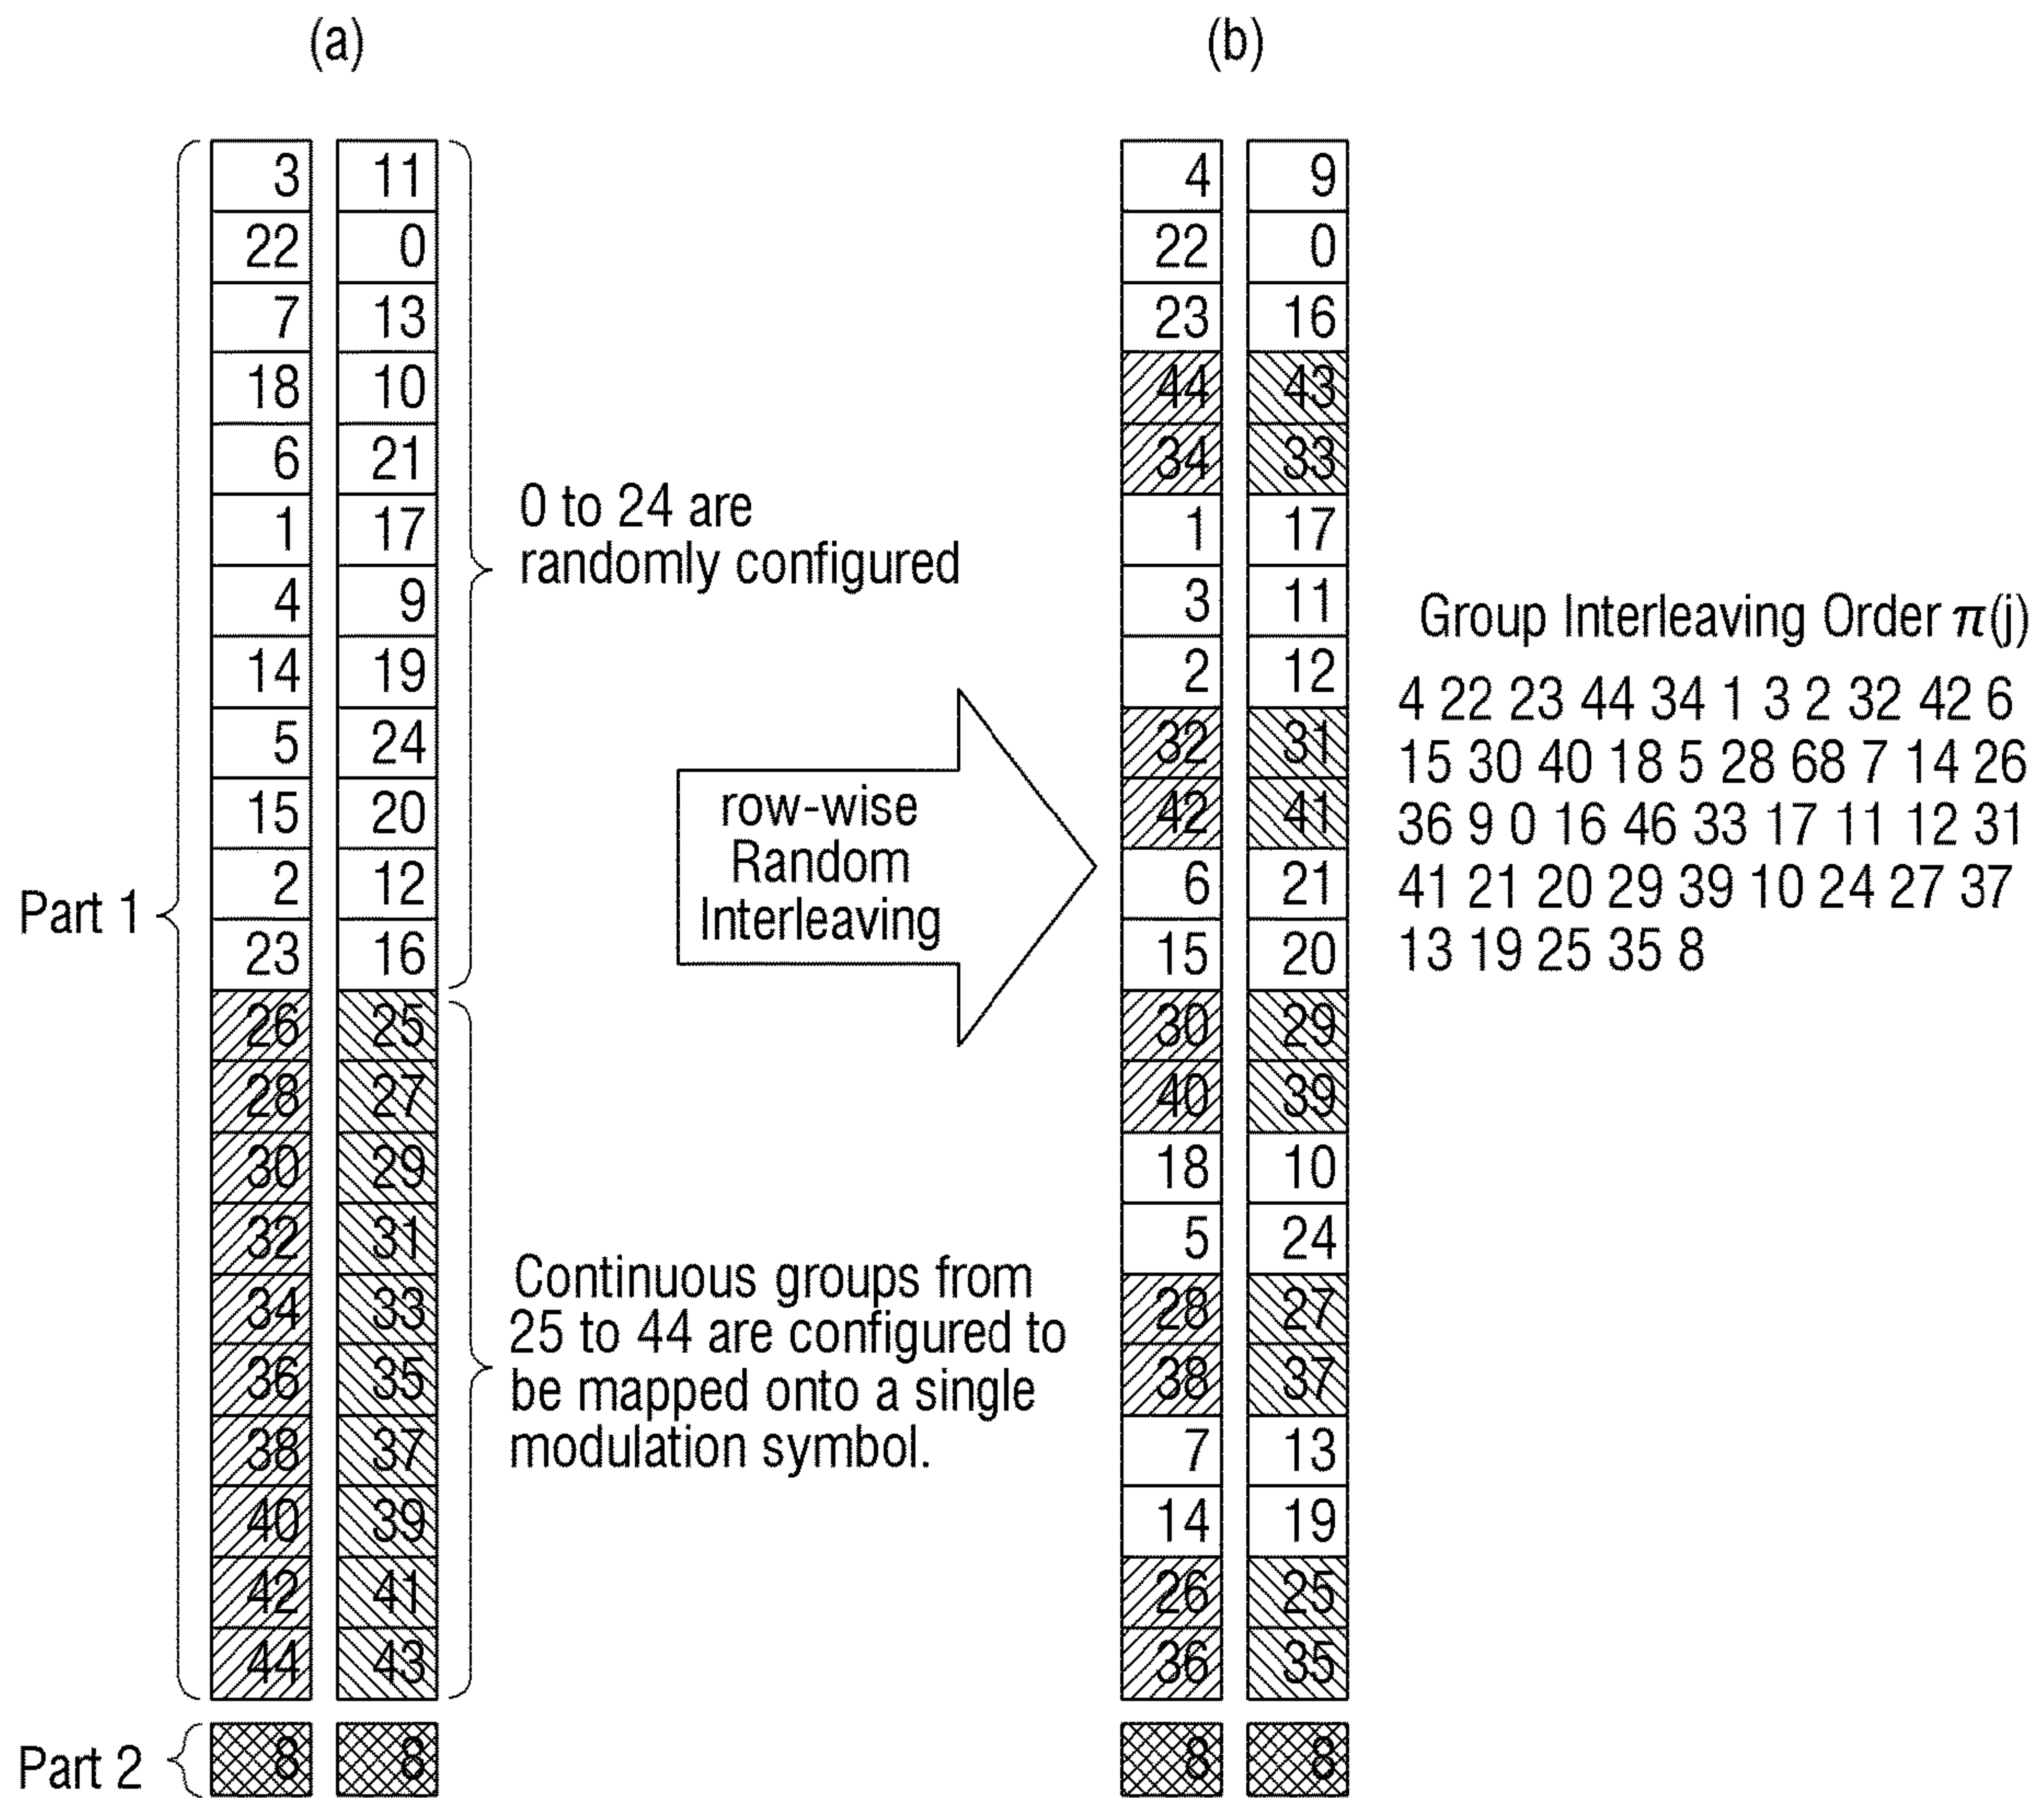 (a)
(b)
3 11
22 0
7 13
18 10
6 21
1 17
4 9
14 19
5 24
15 20
2 12
23 16
26 25
28 27
30 29
32 31
34 33
36 35
38 37
40 39
42 41
44 43
8 8
Part 1
Part 2
0 to 24 are
randomly configured
Continuous groups from
25 to 44 are configured to
be mapped onto a single
modulation symbol.
row-wise
Random
Interleaving
4 9
22 0
23 16
44 43
34 33
1 17
3 11
2 12
32 31
42 41
6 21
15 20
30 29
40 39
18 10
5 24
28 27
38 37
7 13
14 19
26 25
36 35
8 8
Group Interleaving Order π(j)
4 22 23 44 34 1 3 2 32 42 6
15 30 40 18 5 28 68 7 14 26
36 9 0 16 46 33 17 11 12 31
41 21 20 29 39 10 24 27 37
13 19 25 35 8